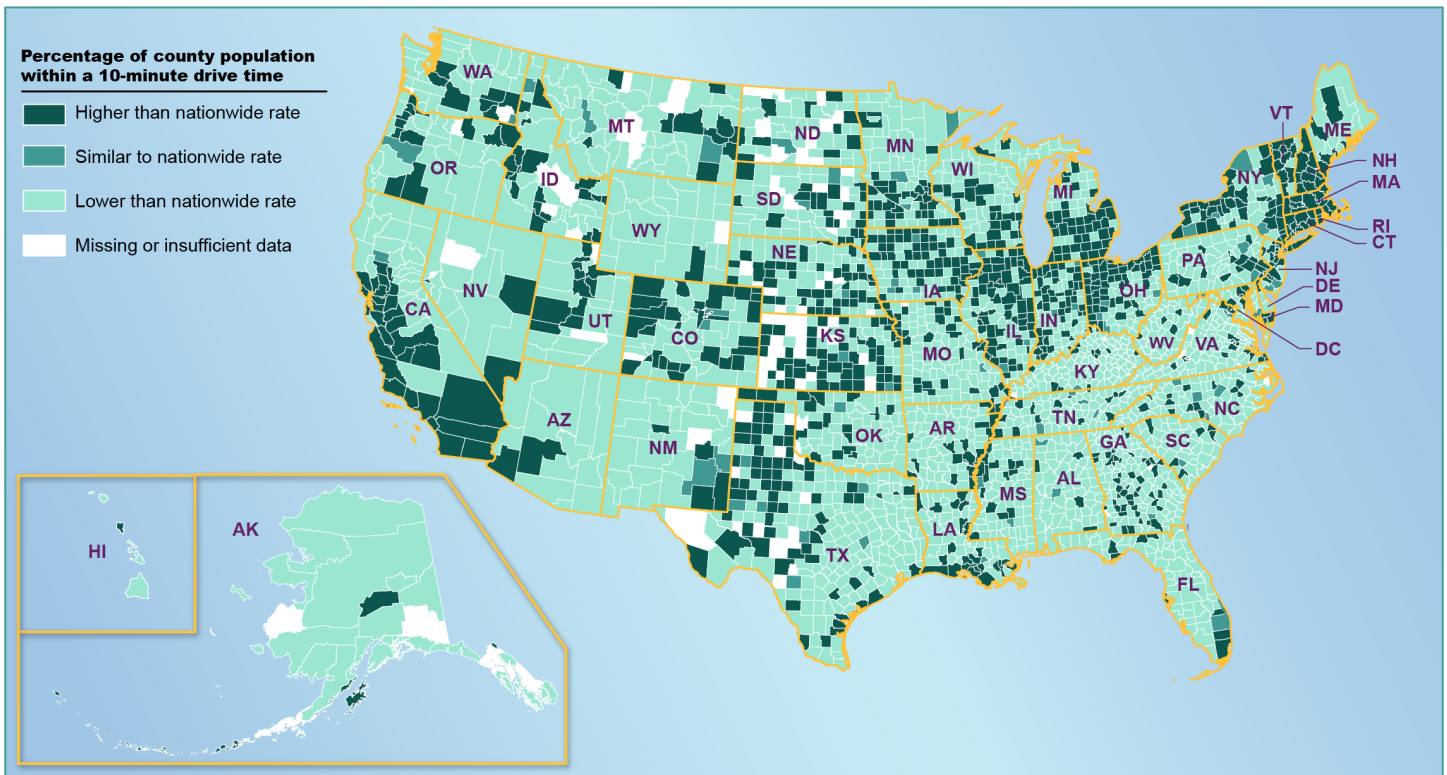 Percentage of county population
within a 10-minute drive time
Higher than nationwide rate
Similar to nationwide rate
Lower than nationwide rate
Missing or insufficient data
WA
MT
ND
MN
WI
MI
VT
ME
NH
MA
NY
RI
CT
OR
ID
SD
WY
NE
IA
PA
NJ
DE
MD
DC
OH
IN
IL
CA
NV
UT
CO
KS
MO
WV
VA
KY
AZ
NM
OK
AR
TN
NC
SC
GA
AL
MS
LA
TX
FL
HI
AK